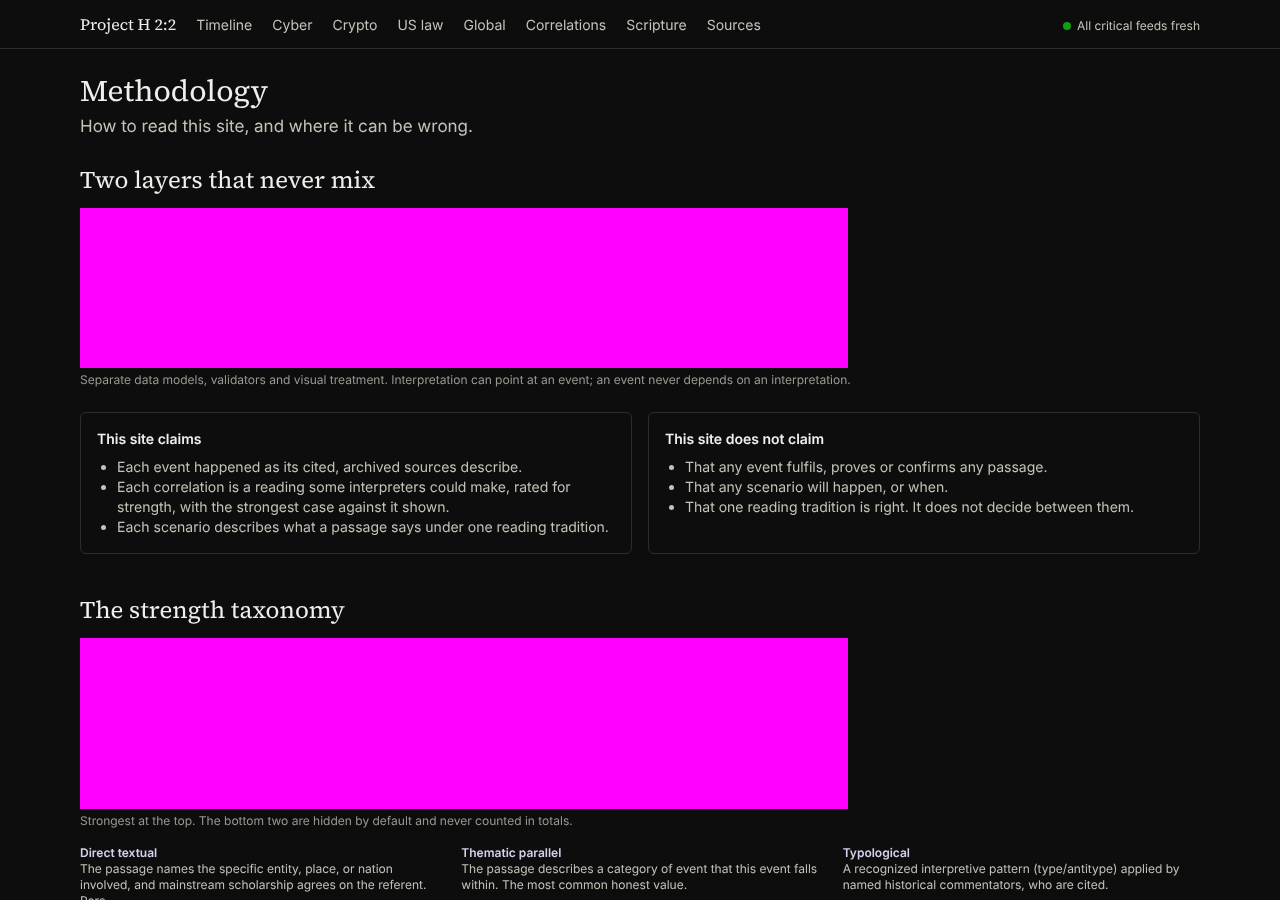 Project H 2:2 Timeline Cyber Crypto US law Global Correlations Scripture Sources All critical feeds fresh
Methodology
How to read this site, and where it can be wrong.
Two layers that never mix
Separate data models, validators and visual treatment. Interpretation can point at an event; an event never depends on an interpretation.
This site claims
• Each event happened as its cited, archived sources describe.
• Each correlation is a reading some interpreters could make, rated for
strength, with the strongest case against it shown.
• Each scenario describes what a passage says under one reading tradition.
This site does not claim
• That any event fulfils, proves or confirms any passage.
• That any scenario will happen, or when.
• That one reading tradition is right. It does not decide between them.
The strength taxonomy
Strongest at the top. The bottom two are hidden by default and never counted in totals.
Direct textual
The passage names the specific entity, place, or nation
involved, and mainstream scholarship agrees on the referent.
Thematic parallel
The passage describes a category of event that this event falls
within. The most common honest value.
Typological
A recognized interpretive pattern (type/antitype) applied by
named historical commentators, who are cited.